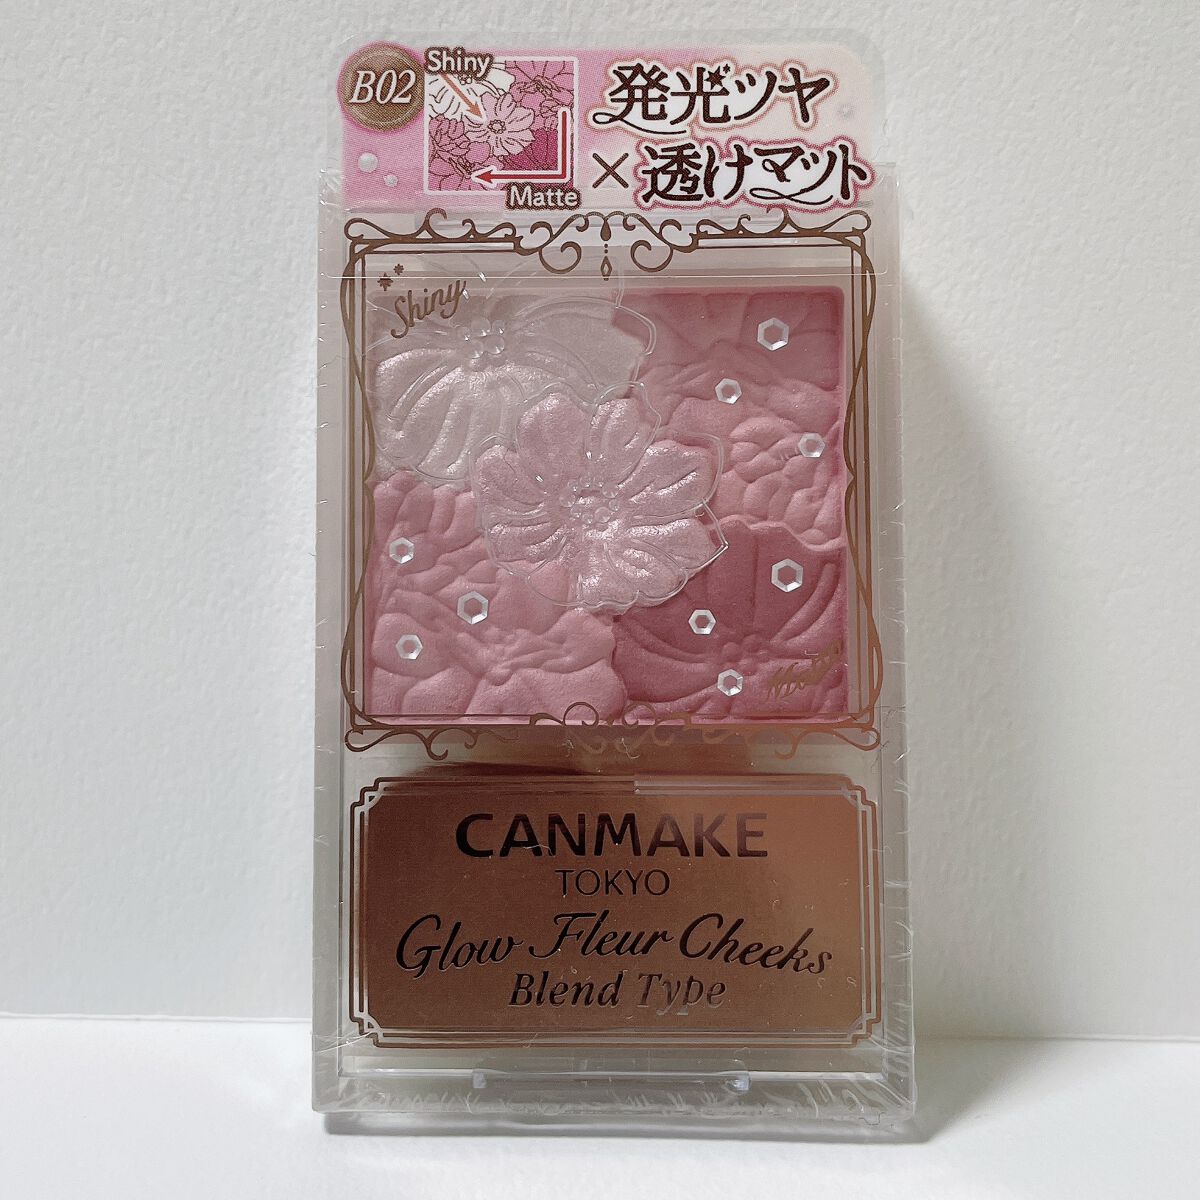 B02
Shiny
Matte
発光ツヤ
×透けマット
Shiny
Matte
CANMAKE
TOKYO
Glow Fleur Cheeks
Blend Type